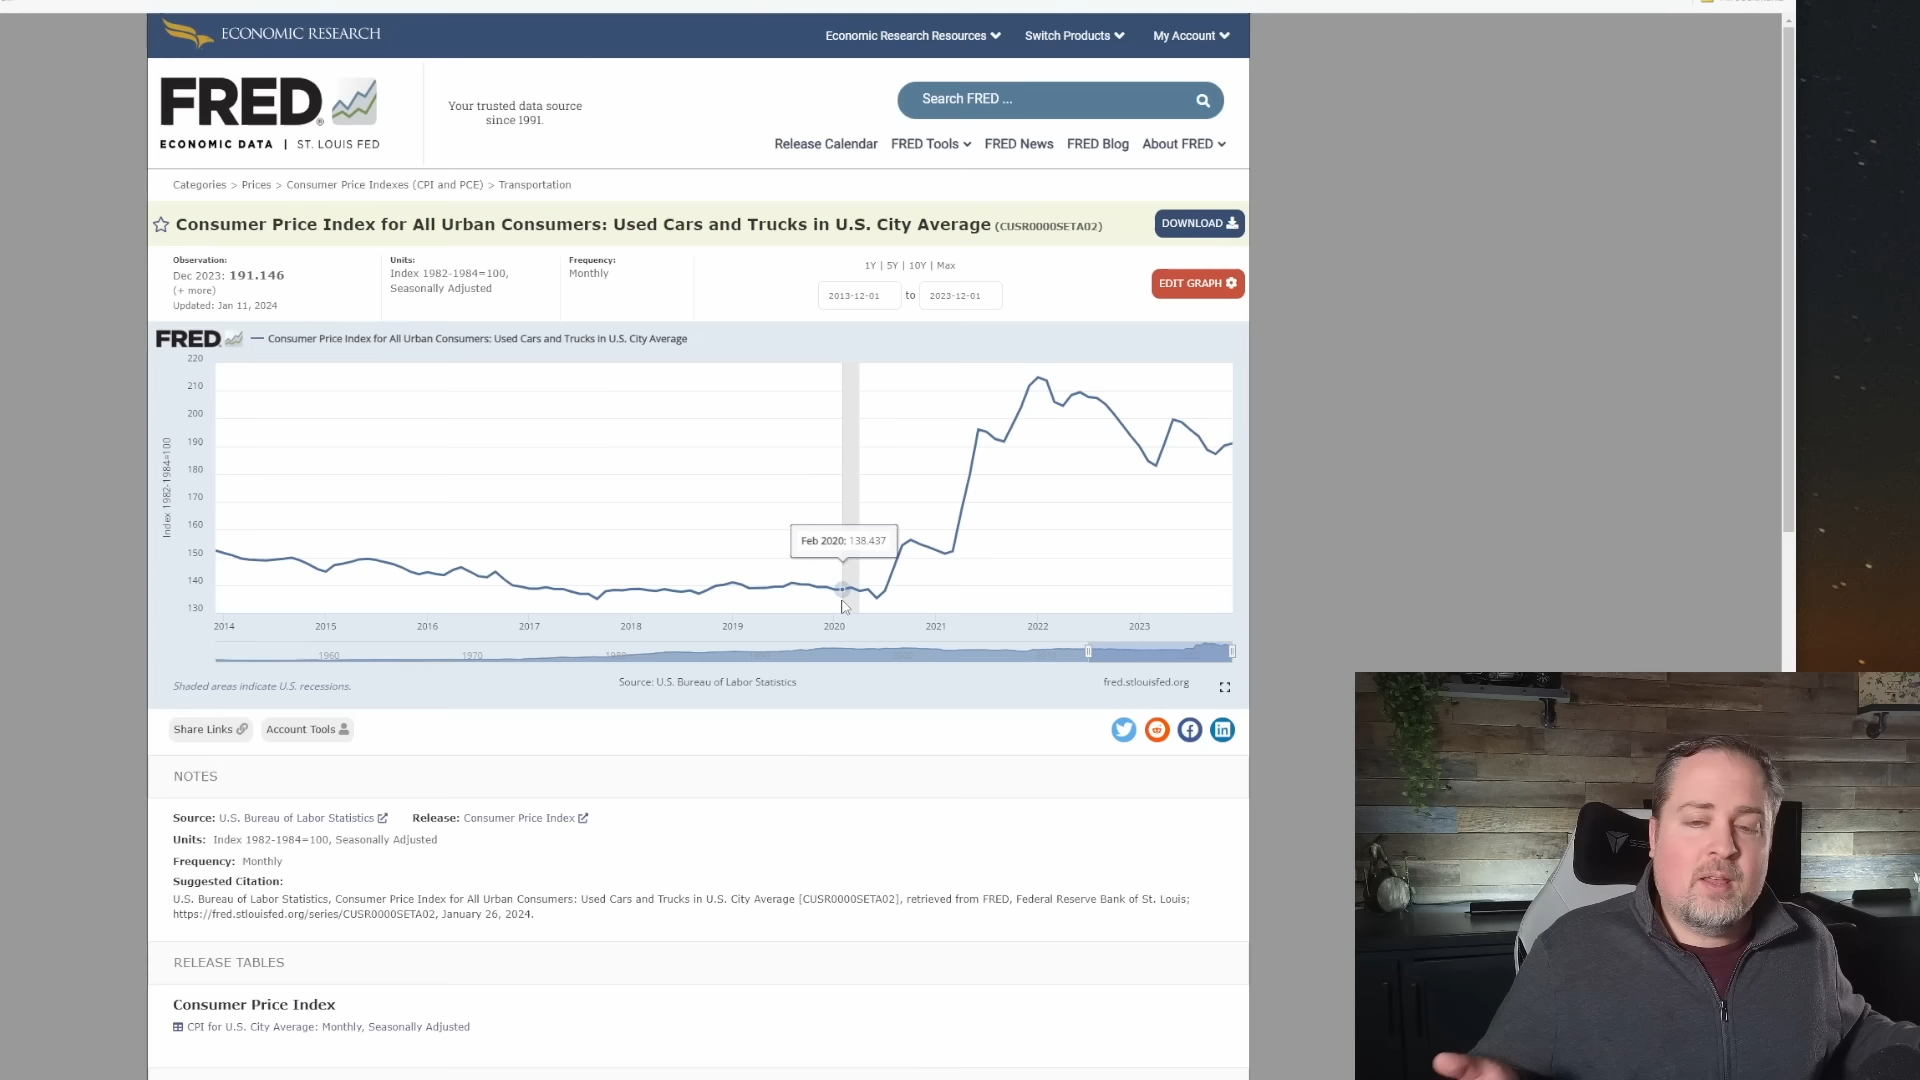 ECONOMIC RESEARCH
Economic Research Resources
Switch Products
My Account
FRED
ECONOMIC DATA | ST. LOUIS FED
Your trusted data source
since 1991.
Search FRED ...
Release Calendar
FRED Tools
FRED News
FRED Blog
About FRED
Categories > Prices > Consumer Price Indexes (CPI and PCE) > Transportation
Consumer Price Index for All Urban Consumers: Used Cars and Trucks in U.S. City Average (CUSR0000SETA02)
DOWNLOAD
Observation:
Dec 2023: 191.146
(+ more)
Updated: Jan 11, 2024
Units:
Index 1982-1984=100,
Seasonally Adjusted
Frequency:
Monthly
1Y | 5Y | 10Y | Max
2013-12-01 to 2023-12-01
EDIT GRAPH
FRED
Consumer Price Index for All Urban Consumers: Used Cars and Trucks in U.S. City Average
220
210
200
190
180
170
160
150
140
130
Index 1982-1984=100
Feb 2020: 138.437
2014 2015 2016 2017 2018 2019 2020 2021 2022 2023
1960 1970
Shaded areas indicate U.S. recessions.
Source: U.S. Bureau of Labor Statistics
fred.stlouisfed.org
Share Links
Account Tools
NOTES
Source: U.S. Bureau of Labor Statistics
Release: Consumer Price Index
Units: Index 1982-1984=100, Seasonally Adjusted
Frequency: Monthly
Suggested Citation:
U.S. Bureau of Labor Statistics, Consumer Price Index for All Urban Consumers: Used Cars and Trucks in U.S. City Average [CUSR0000SETA02], retrieved from FRED, Federal Reserve Bank of St. Louis;
https://fred.stlouisfed.org/series/CUSR0000SETA02, January 26, 2024.
RELEASE TABLES
Consumer Price Index
CPI for U.S. City Average: Monthly, Seasonally Adjusted